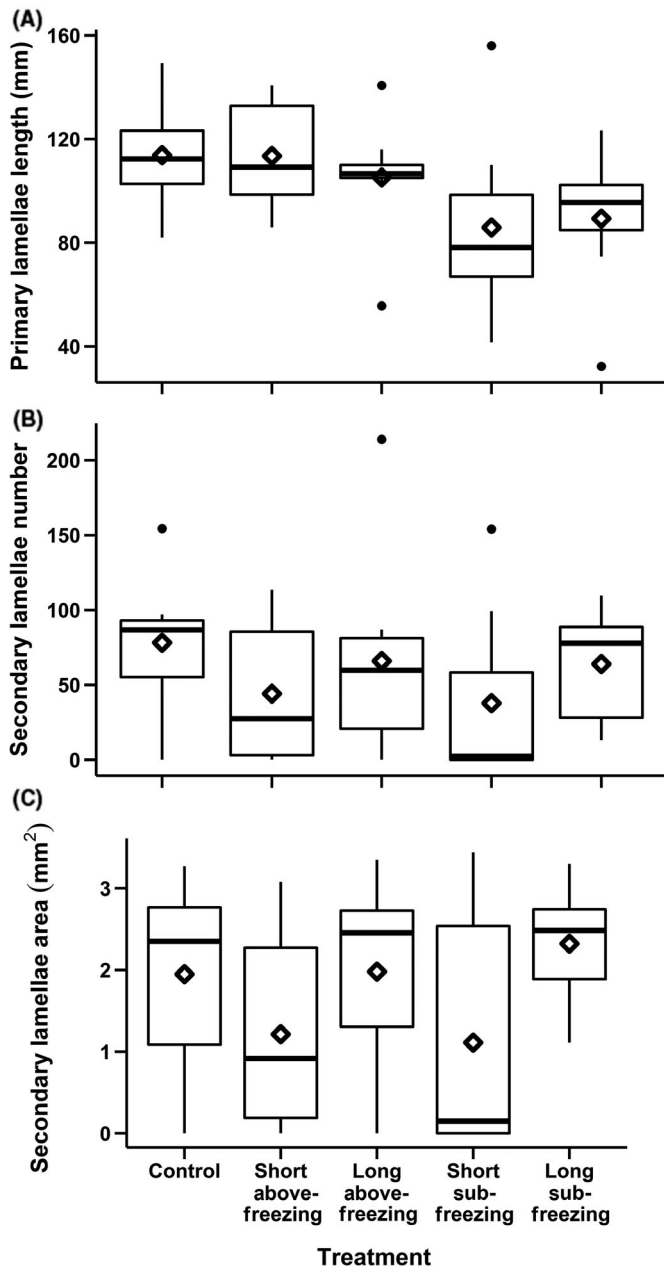 (A)
Primary lamellae length (mm)
160
120
80
40
(B)
Secondary lamellae number
200
150
100
50
0
(C)
Secondary lamellae area (mm²)
3
2
1
0
Control
Short above-freezing
Long above-freezing
Short sub-freezing
Long sub-freezing
Treatment